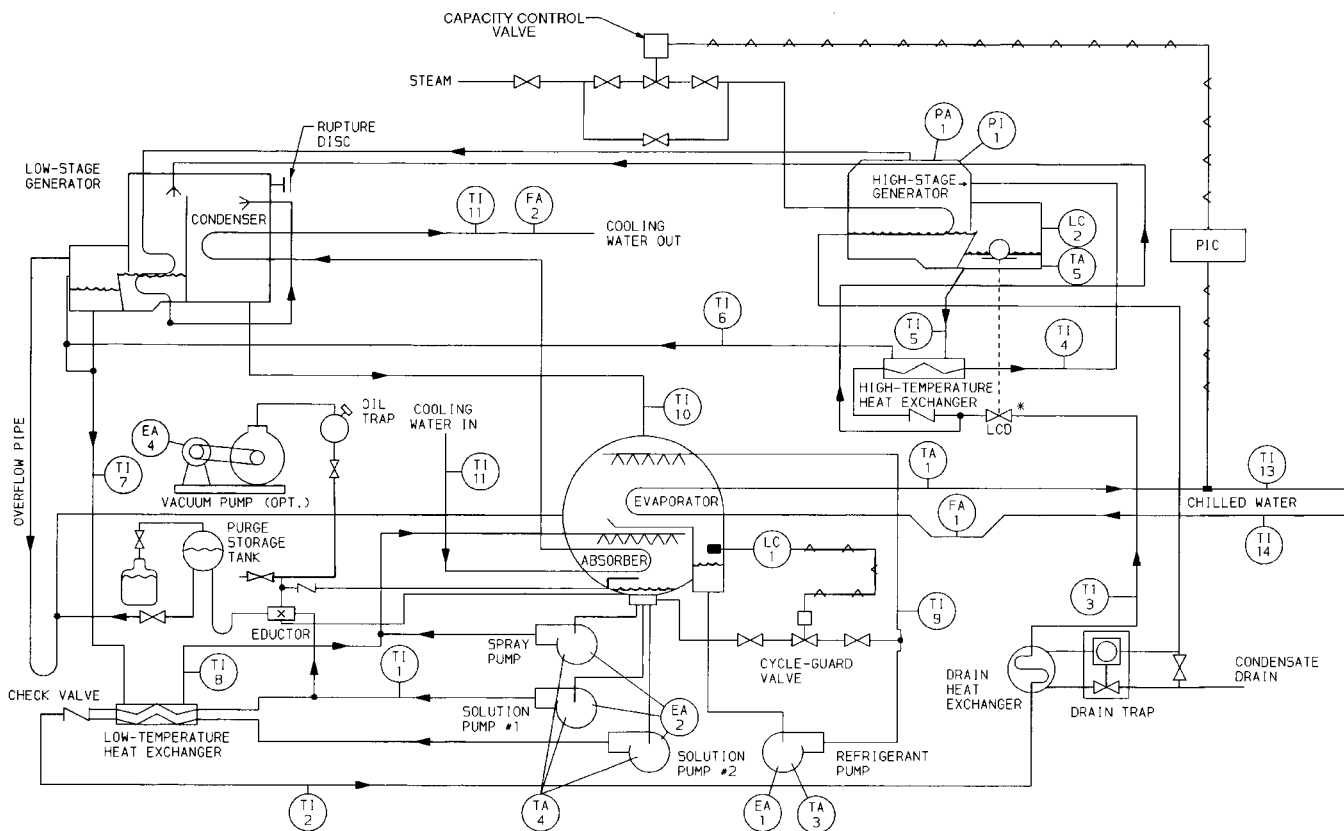 CAPACITY CONTROL
VALVE
STEAM
RUPTURE
DISC
PA
1
PI
1
LOW-STAGE
GENERATOR
HIGH-STAGE
GENERATOR
CONDENSER
TI
11
FA
2
COOLING
WATER OUT
LC
2
TA
5
PIC
TI
6
TI
5
TI
4
HIGH-TEMPERATURE
HEAT EXCHANGER
LCD
*
OVERFLOW PIPE
EA
4
OIL
TRAP
COOLING
WATER IN
TI
10
TI
7
VACUUM PUMP (OPT.)
TI
11
TA
1
TI
13
EVAPORATOR
CHILLED WATER
FA
1
TI
14
PURGE
STORAGE
TANK
ABSORBER
LC
1
EDUCTOR
TI
9
TI
3
SPRAY
PUMP
CYCLE-GUARD
VALVE
DRAIN
HEAT
EXCHANGER
CONDENSATE
DRAIN
DRAIN TRAP
CHECK VALVE
TI
8
TI
1
LOW-TEMPERATURE
HEAT EXCHANGER
SOLUTION
PUMP #1
EA
2
SOLUTION
PUMP #2
REFRIGERANT
PUMP
TI
2
TA
4
EA
1
TA
3